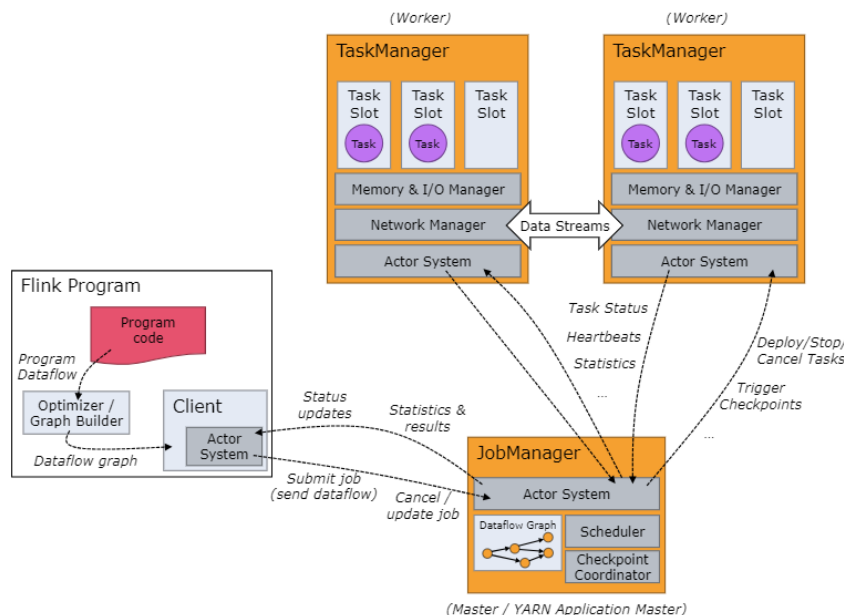 (Worker)
(Worker)
TaskManager
TaskManager
Task
Slot
Task
Slot
Task
Slot
Task
Slot
Task
Slot
Task
Slot
Task
Task
Task
Task
Memory & I/O Manager
Memory & I/O Manager
Network Manager
Data Streams
Network Manager
Actor System
Actor System
Flink Program
Program
code
Program
Dataflow
Optimizer /
Graph Builder
Dataflow graph
Client
Actor
System
Status
updates
Statistics &
results
Submit job
(send dataflow)
Cancel /
update job
Task Status
Heartbeats
Statistics
...
Deploy/Stop/
Cancel Tasks
Trigger
Checkpoints
...
JobManager
Actor System
Dataflow Graph
Scheduler
Checkpoint
Coordinator
(Master / YARN Application Master)